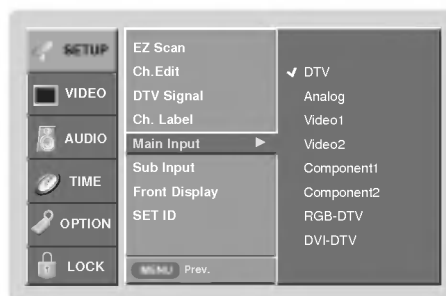 SETUP
VIDEO
AUDIO
TIME
OPTION
LOCK
EZ Scan
Ch.Edit
DTV Signal
Ch. Label
Main Input
Sub Input
Front Display
SET ID
MENU Prev.
DTV
Analog
Video1
Video2
Component1
Component2
RGB-DTV
DVI-DTV